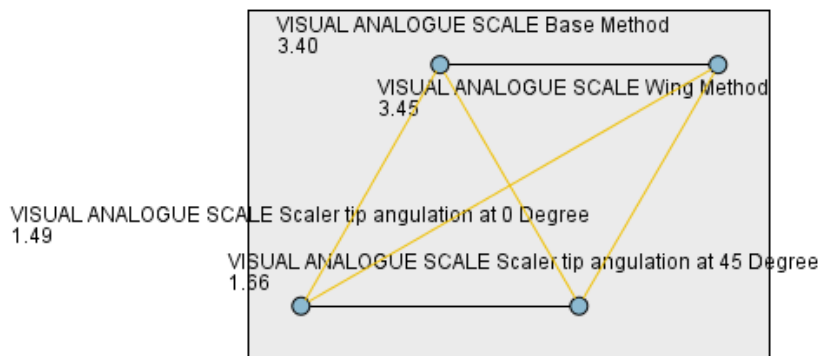 VISUAL ANALOGUE SCALE Base Method
3.40
VISUAL ANALOGUE SCALE Wing Method
3.45
VISUAL ANALOGUE SCALE Scaler tip angulation at 0 Degree
1.49
VISUAL ANALOGUE SCALE Scaler tip angulation at 45 Degree
1.66